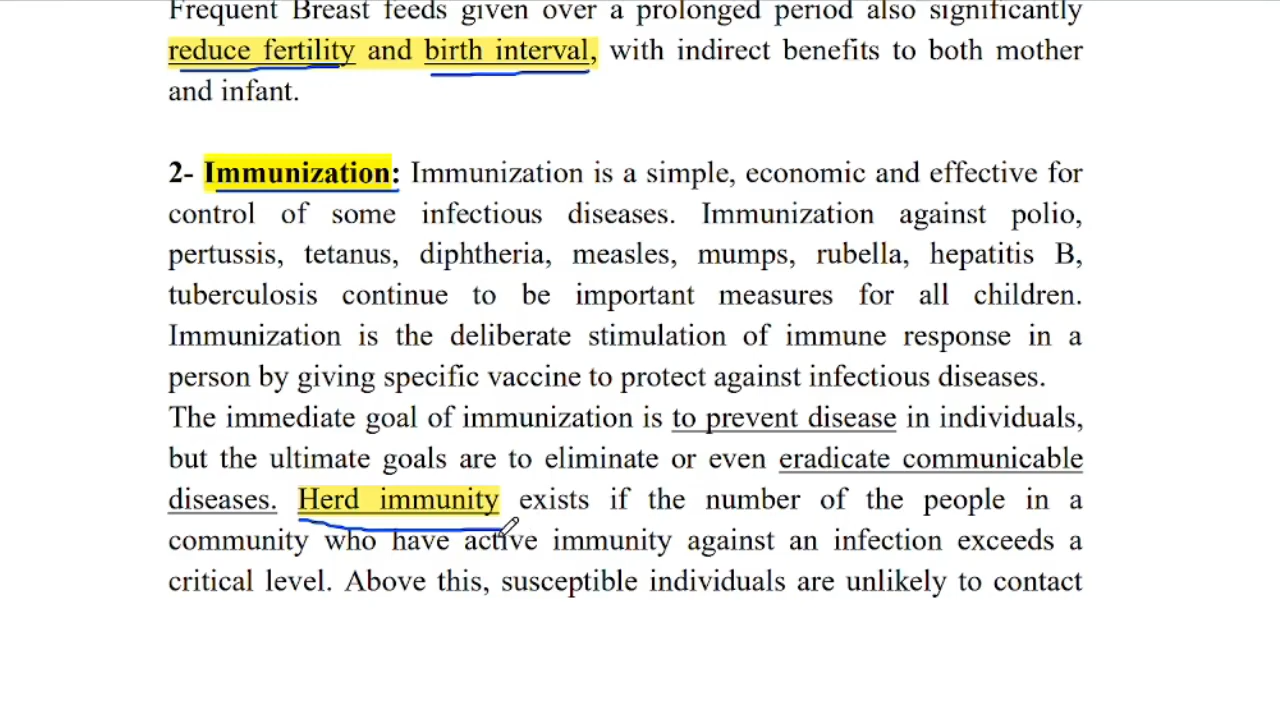 Frequent Breast feeds given over a prolonged period also significantly
reduce fertility and birth interval, with indirect benefits to both mother
and infant.
2- Immunization: Immunization is a simple, economic and effective for
control of some infectious diseases. Immunization against polio,
pertussis, tetanus, diphtheria, measles, mumps, rubella, hepatitis B,
tuberculosis continue to be important measures for all children.
Immunization is the deliberate stimulation of immune response in a
person by giving specific vaccine to protect against infectious diseases.
The immediate goal of immunization is to prevent disease in individuals,
but the ultimate goals are to eliminate or even eradicate communicable
diseases. Herd immunity exists if the number of the people in a
community who have active immunity against an infection exceeds a
critical level. Above this, susceptible individuals are unlikely to contact